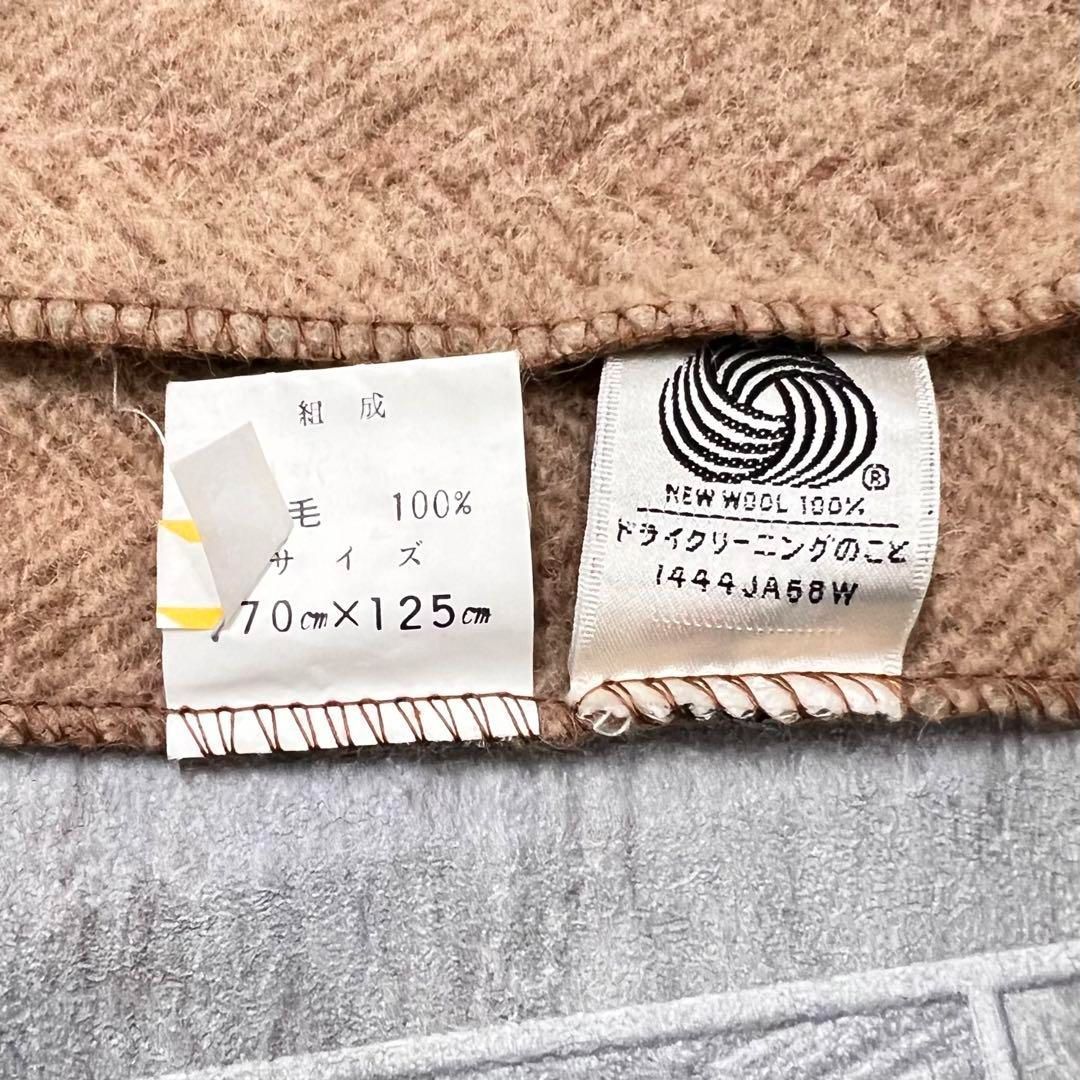 組成
毛 100%
サイズ
70cm×125cm
®
NEW WOOL 100%
ドライクリーニングのこと
1444JA58W